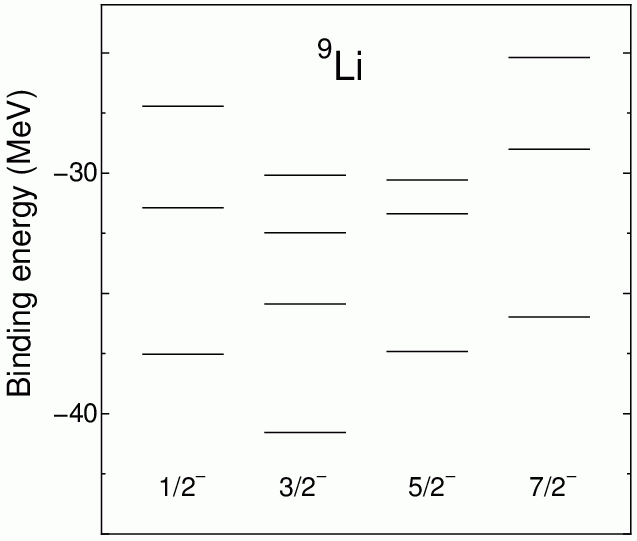 ⁹Li
Binding energy (MeV)
−30
−40
1/2⁻ 3/2⁻ 5/2⁻ 7/2⁻